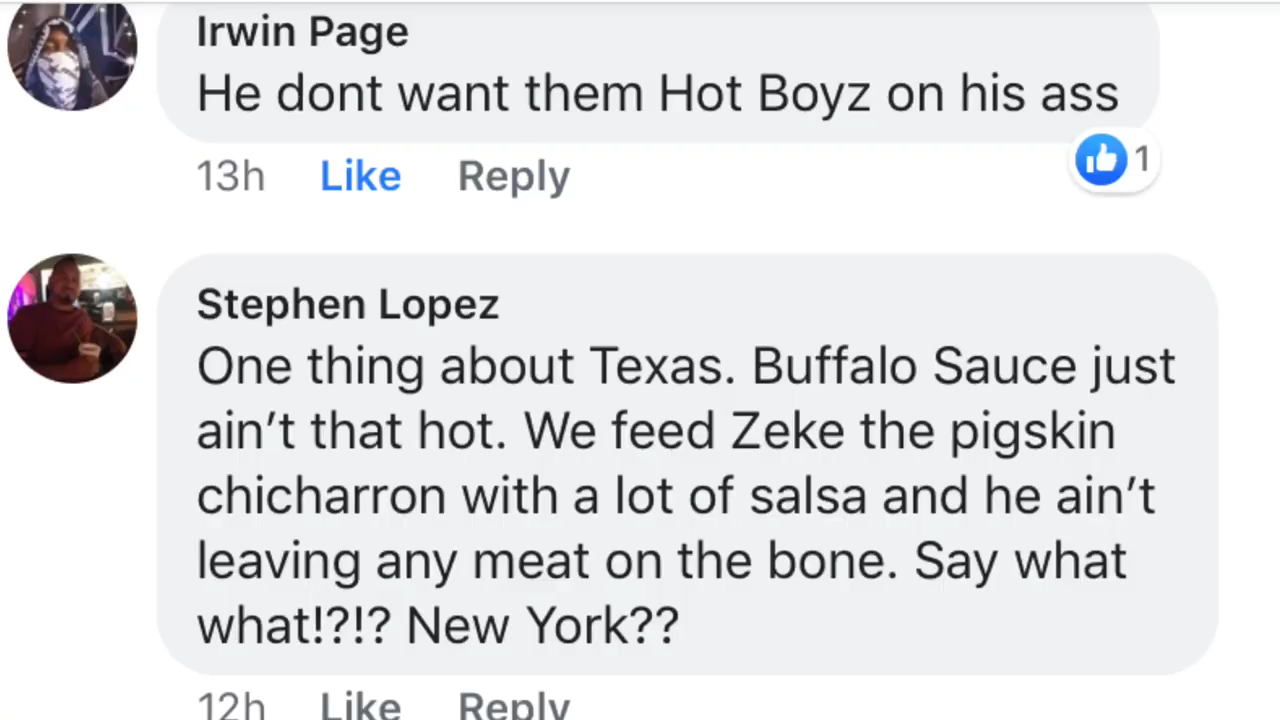 Irwin Page
He dont want them Hot Boyz on his ass
13h Like Reply 1
Stephen Lopez
One thing about Texas. Buffalo Sauce just
ain’t that hot. We feed Zeke the pigskin
chicharron with a lot of salsa and he ain’t
leaving any meat on the bone. Say what
what!?!? New York??
12h Like Reply